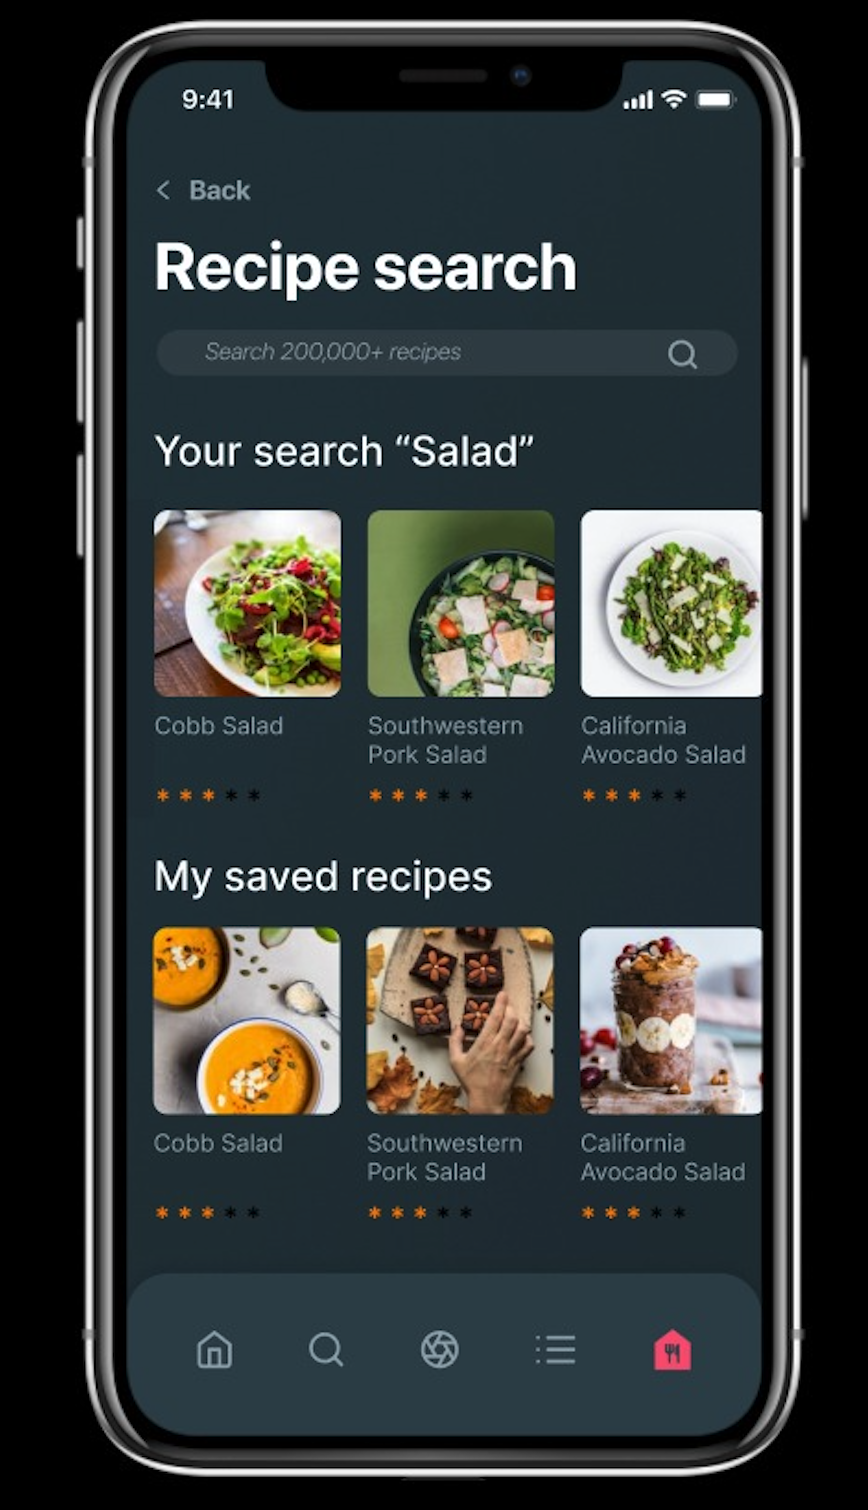 9:41
Back
Recipe search
Search 200,000+ recipes
Your search “Salad”
Cobb Salad
Southwestern
Pork Salad
California
Avocado Salad
* * * * *
* * * * *
* * * * *
My saved recipes
Cobb Salad
Southwestern
Pork Salad
California
Avocado Salad
* * * * *
* * * * *
* * * * *